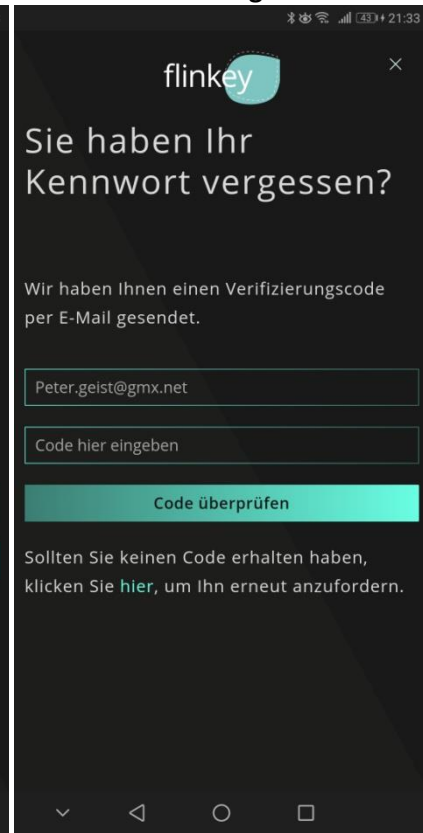 43 21:33
flinkey
Sie haben Ihr
Kennwort vergessen?
Wir haben Ihnen einen Verifizierungscode
per E-Mail gesendet.
Peter.geist@gmx.net
Code hier eingeben
Code überprüfen
Sollten Sie keinen Code erhalten haben,
klicken Sie hier, um Ihn erneut anzufordern.